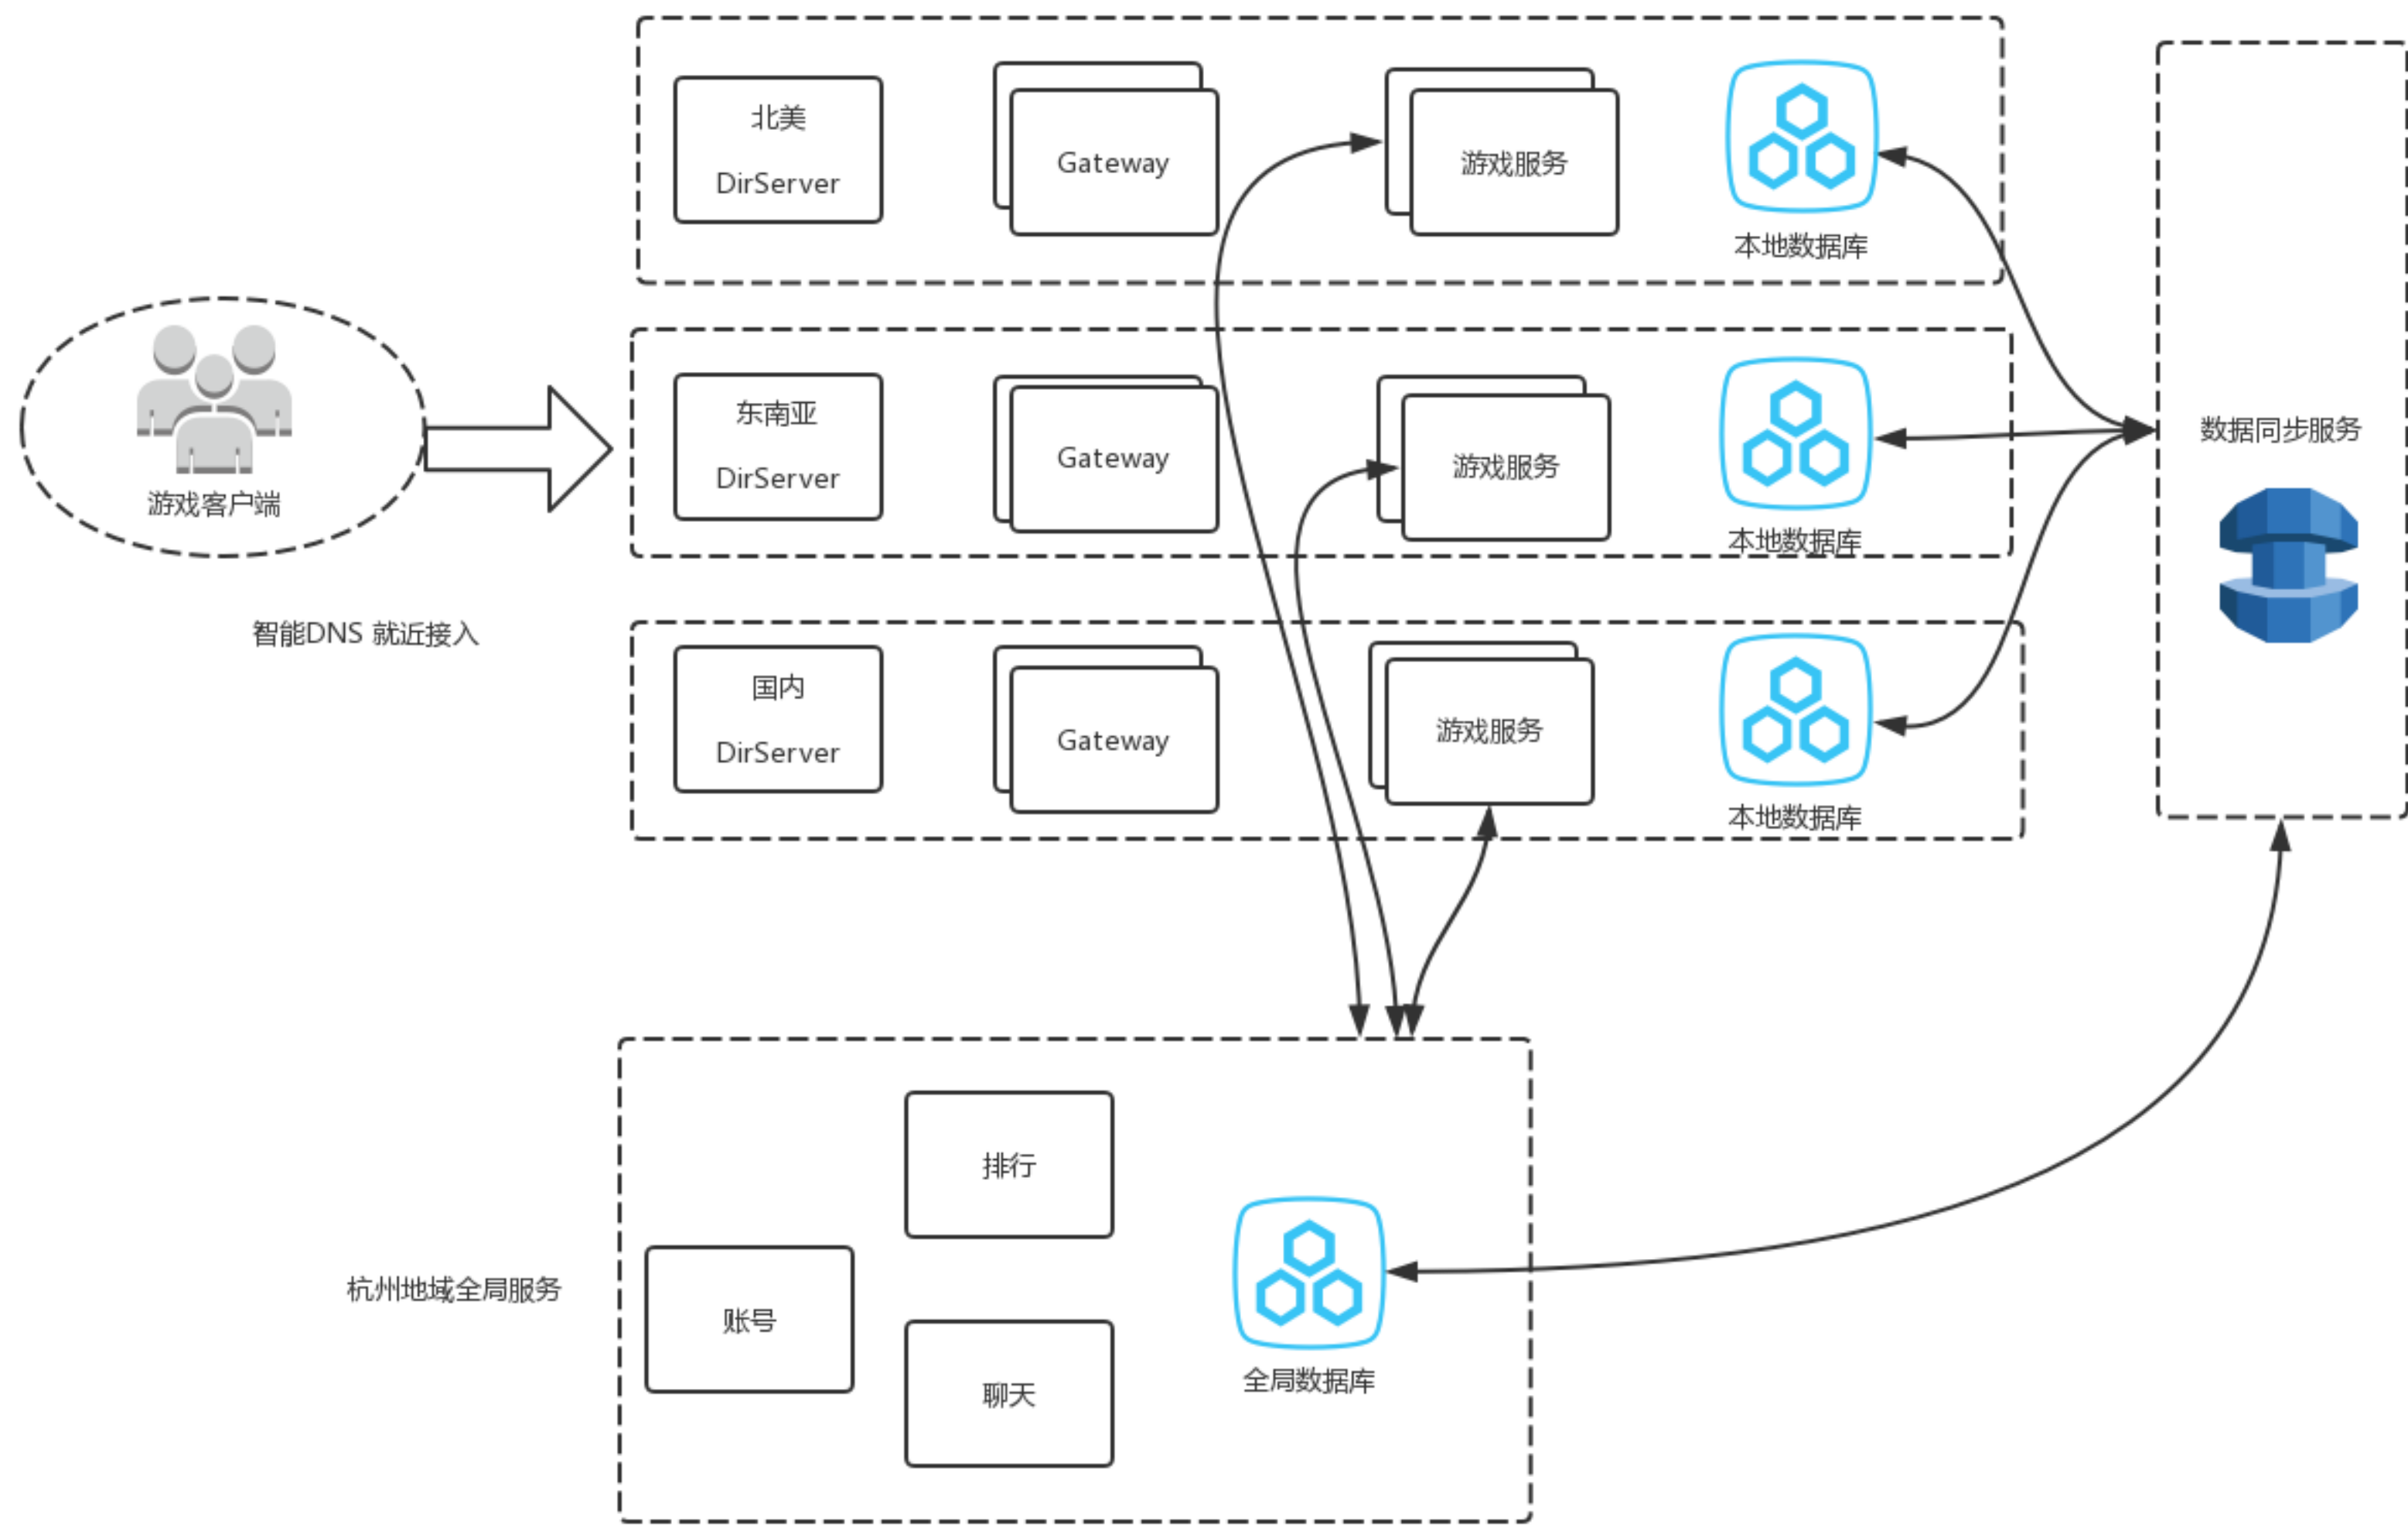 北美
DirServer
Gateway
游戏服务
本地数据库
东南亚
DirServer
Gateway
游戏服务
本地数据库
数据同步服务
游戏客户端
智能DNS 就近接入
国内
DirServer
Gateway
游戏服务
本地数据库
杭州地域全局服务
排行
账号
聊天
全局数据库